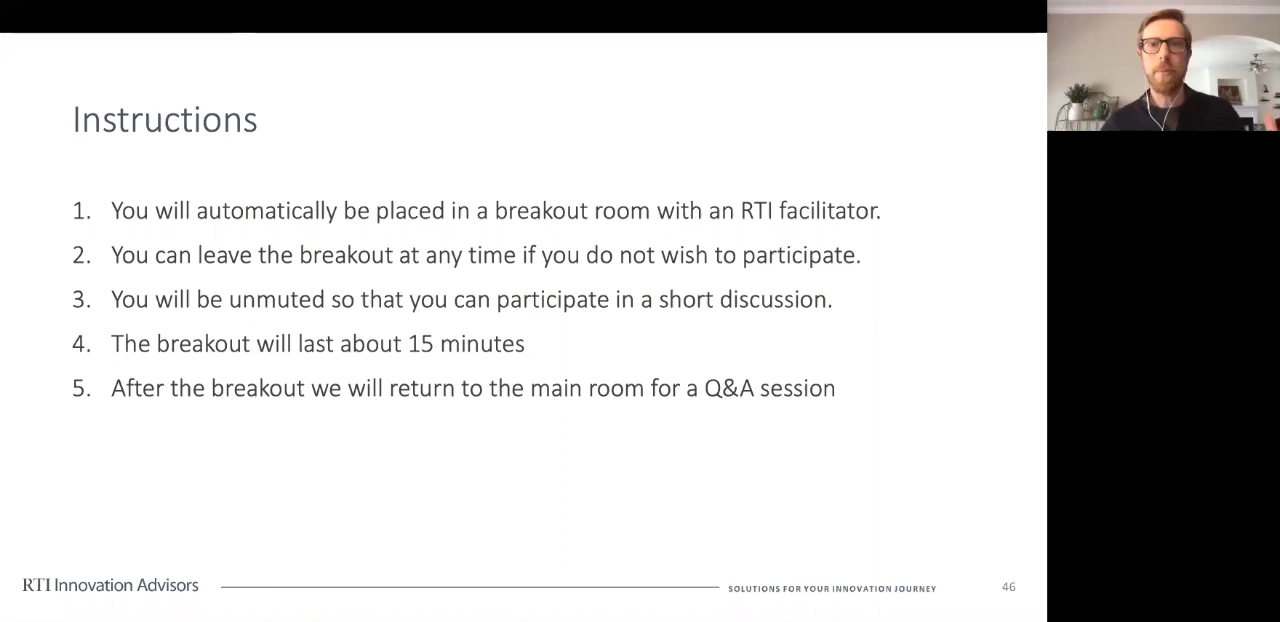 Instructions
1. You will automatically be placed in a breakout room with an RTI facilitator.
2. You can leave the breakout at any time if you do not wish to participate.
3. You will be unmuted so that you can participate in a short discussion.
4. The breakout will last about 15 minutes
5. After the breakout we will return to the main room for a Q&A session
RTI Innovation Advisors
SOLUTIONS FOR YOUR INNOVATION JOURNEY
46